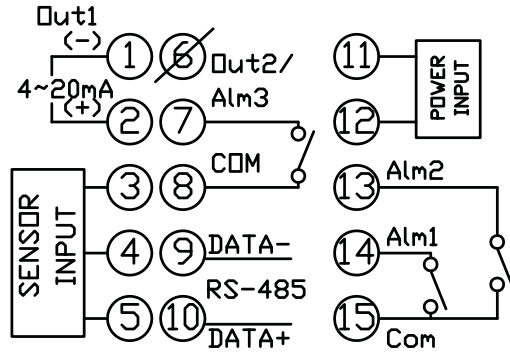 Out1
(-)
1
6
Out2/
11
POWER
INPUT
4~20mA
(+)
2
7
Alm3
12
SENSOR
INPUT
3
8
COM
13
Alm2
4
9
DATA-
14
Alm1
RS-485
5
10
DATA+
15
Com